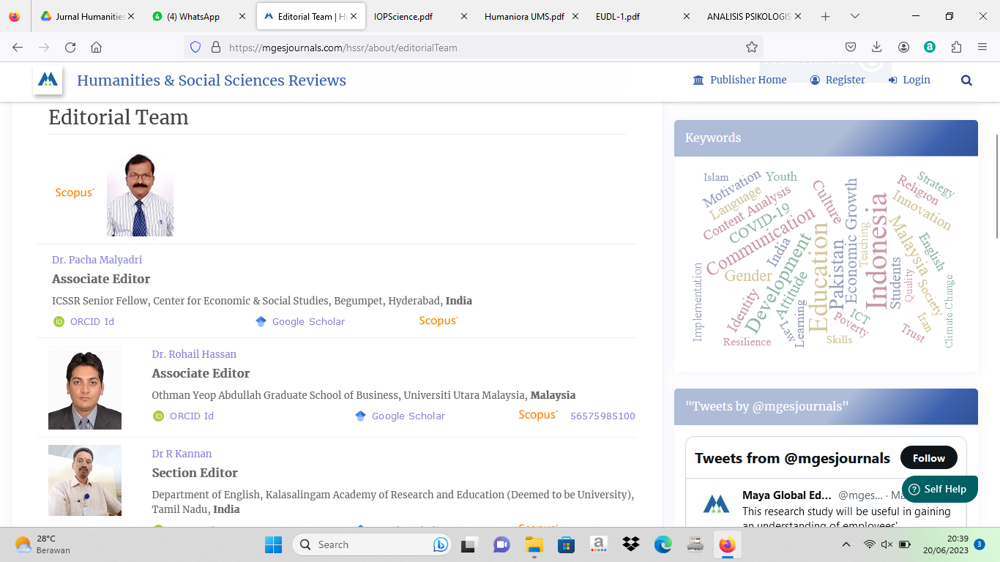 Jurnal Humanities
(4) WhatsApp
Editorial Team | Hu
IOPScience.pdf
Humaniora UMS.pdf
EUDL-1.pdf
ANALISIS PSIKOLOGIS
https://mgesjournals.com/hssr/about/editorialTeam
Humanities & Social Sciences Reviews
Publisher Home
Register
Login
Editorial Team
Scopus
Dr. Pacha Malyadri
Associate Editor
ICSSR Senior Fellow, Center for Economic & Social Studies, Begumpet, Hyderabad, India
ORCID Id Google Scholar Scopus
Dr. Rohail Hassan
Associate Editor
Othman Yeop Abdullah Graduate School of Business, Universiti Utara Malaysia, Malaysia
ORCID Id Google Scholar Scopus 56575985100
Dr R Kannan
Section Editor
Department of English, Kalasalingam Academy of Research and Education (Deemed to be University),
Tamil Nadu, India
Keywords
Islam
Motivation
Youth
Language
Content Analysis
COVID-19
Communication
Culture
Economic Growth
Indonesia
Religion
Strategy
Innovation
Malaysia
English
India
Teaching
Education
Pakistan
Development
Attitude
Gender
Identity
Implementation
Resilience
Law
Learning
Skills
ICT
Poverty
Students
Quality
Society
Iran
Trust
Climate Change
"Tweets by @mgesjournals"
Tweets from @mgesjournals
Follow
Maya Global Ed... @mges... · Ma
This research study will be useful in gaining
an understanding of employees'
Self Help
28°C
Berawan
Search
20:39
20/06/2023
3